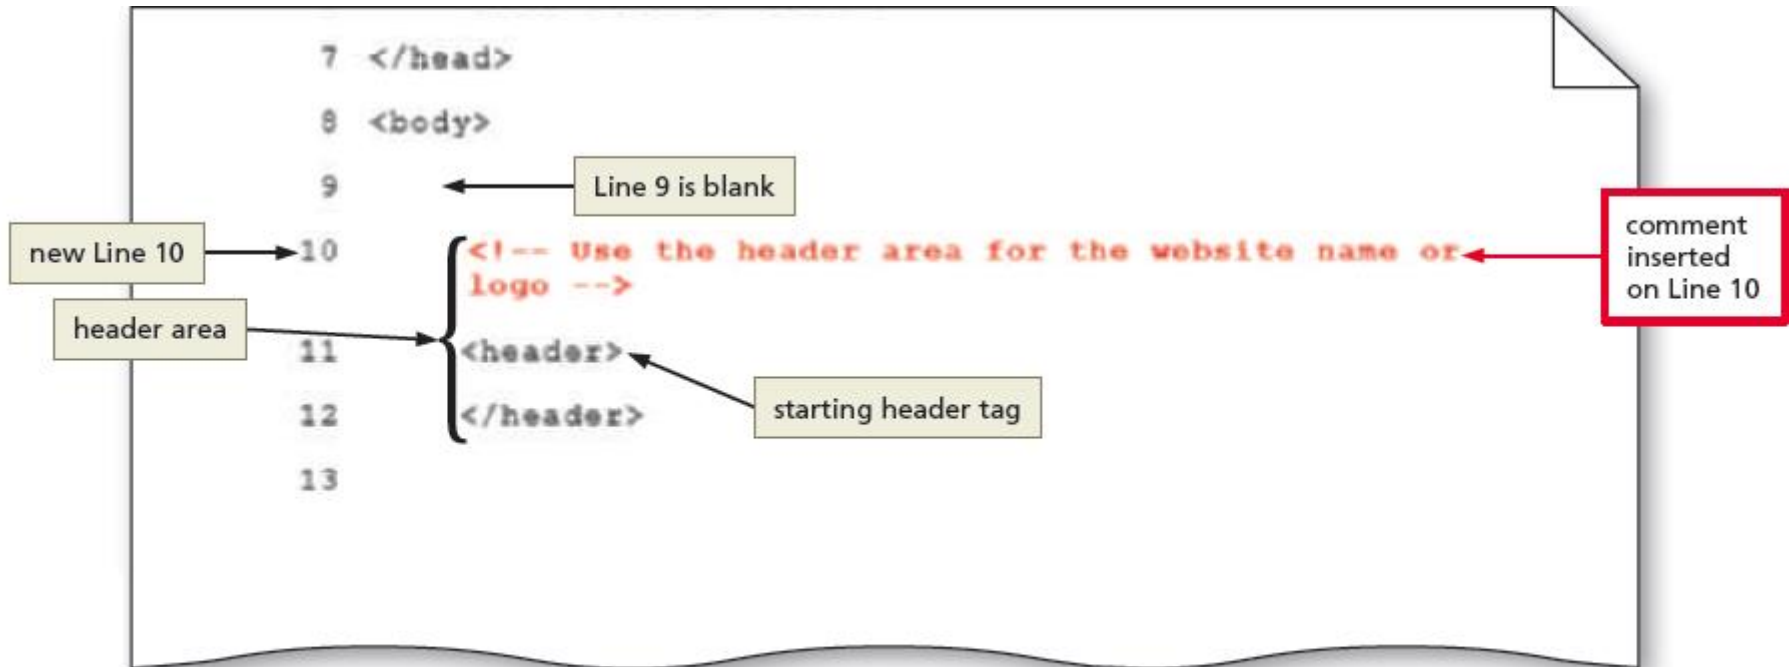 7 </head>
8 <body>
9
Line 9 is blank
new Line 10
10 <!-- Use the header area for the website name or
logo -->
comment
inserted
on Line 10
header area
11 <header>
starting header tag
12 </header>
13